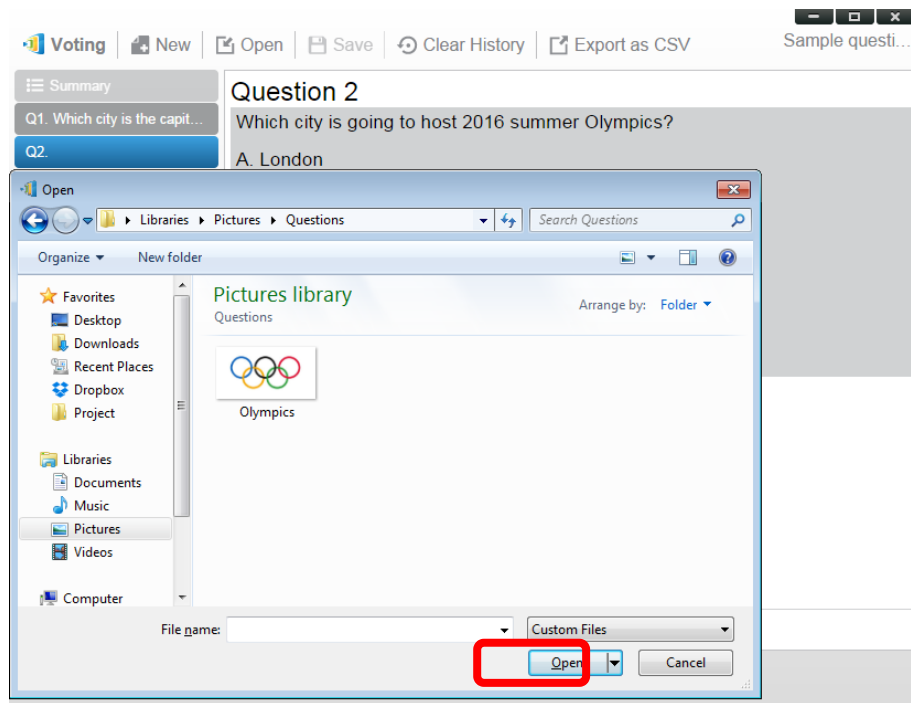 Voting New Open Save Clear History Export as CSV Sample questi...
Summary
Q1. Which city is the capit...
Q2.
Question 2
Which city is going to host 2016 summer Olympics?
A. London
Open
Libraries Pictures Questions Search Questions
Organize New folder
Favorites
Desktop
Downloads
Recent Places
Dropbox
Project
Libraries
Documents
Music
Pictures
Videos
Computer
Pictures library
Questions
Arrange by: Folder
Olympics
File name: Custom Files
Open Cancel